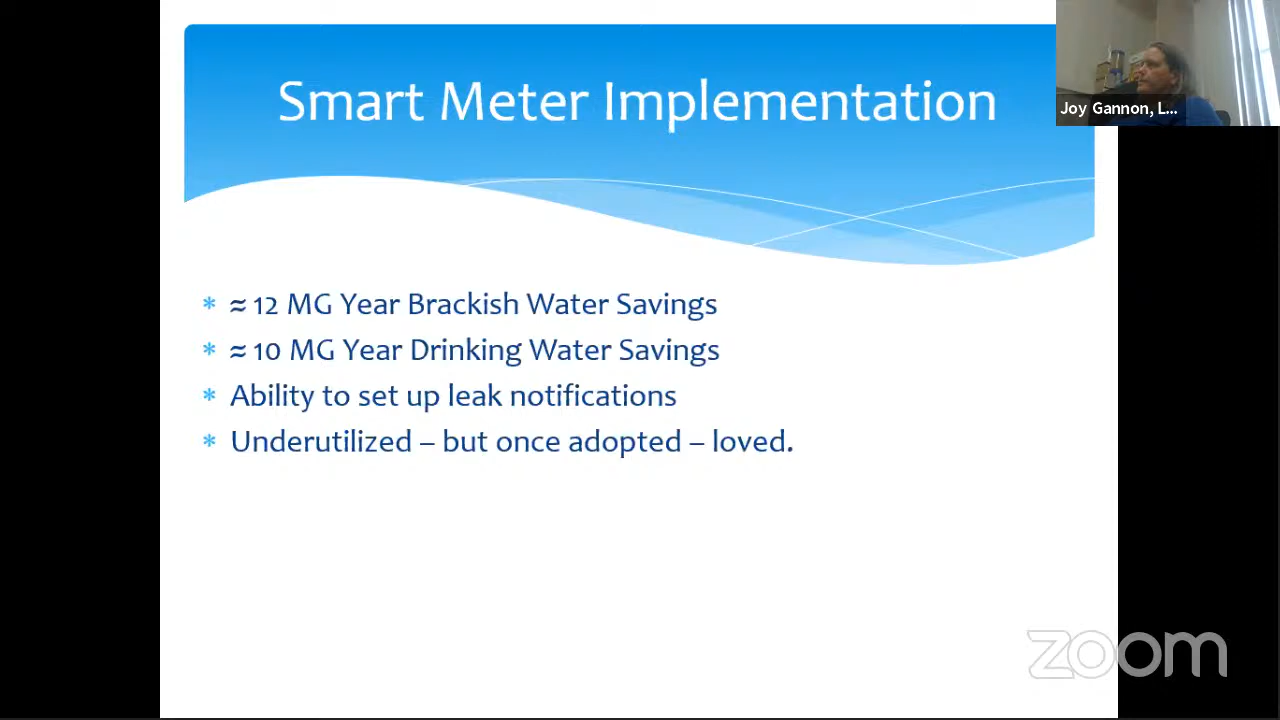 Smart Meter Implementation
Joy Gannon, L...
* ≈ 12 MG Year Brackish Water Savings
* ≈ 10 MG Year Drinking Water Savings
* Ability to set up leak notifications
* Underutilized – but once adopted – loved.
zoom